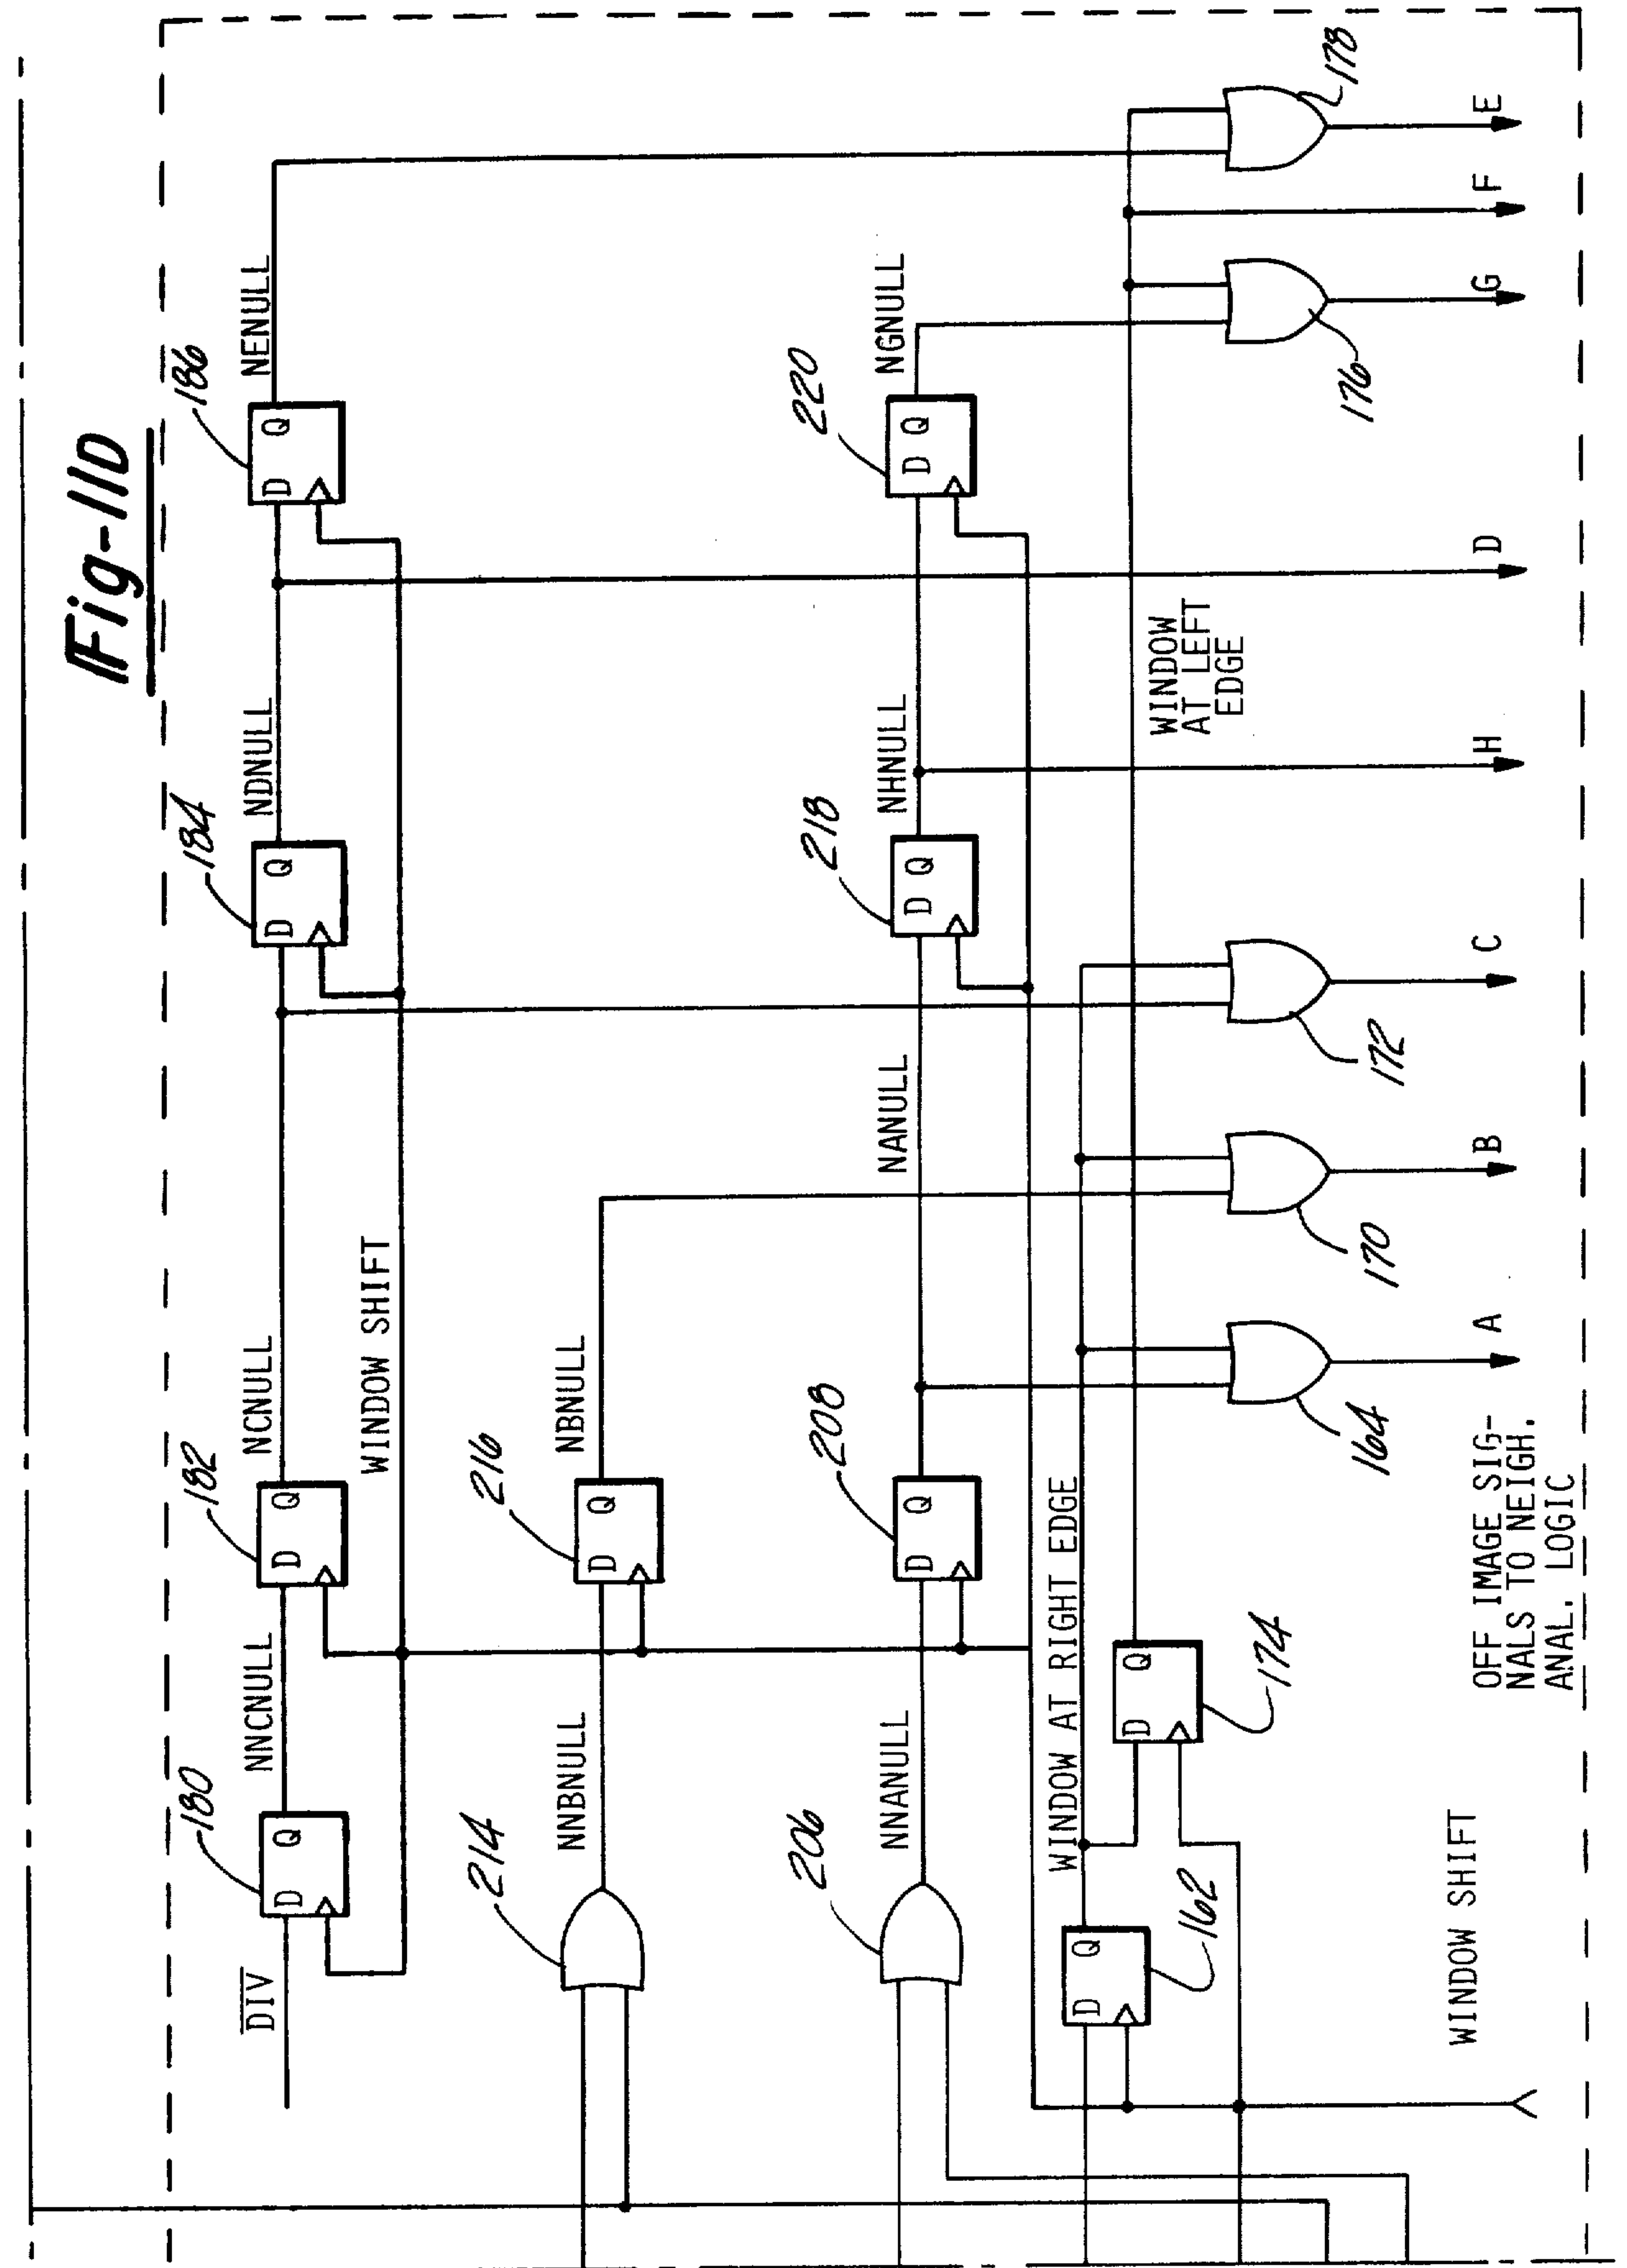 Fig-11D
DIV
180
NNCNULL
182
NCNULL
WINDOW SHIFT
184
NDNULL
186
NENULL
D Q
D Q
D Q
D Q
214
NNBNULL
216
NBNULL
D Q
206
NNANULL
208
NANULL
218
NHNULL
220
NGNULL
D Q
D Q
D Q
WINDOW AT RIGHT EDGE
162
D Q
174
D Q
WINDOW
AT LEFT
EDGE
164
170
172
176
178
WINDOW SHIFT
OFF IMAGE SIG-
NALS TO NEIGH.
ANAL. LOGIC
A
B
C
H
D
G
F
E